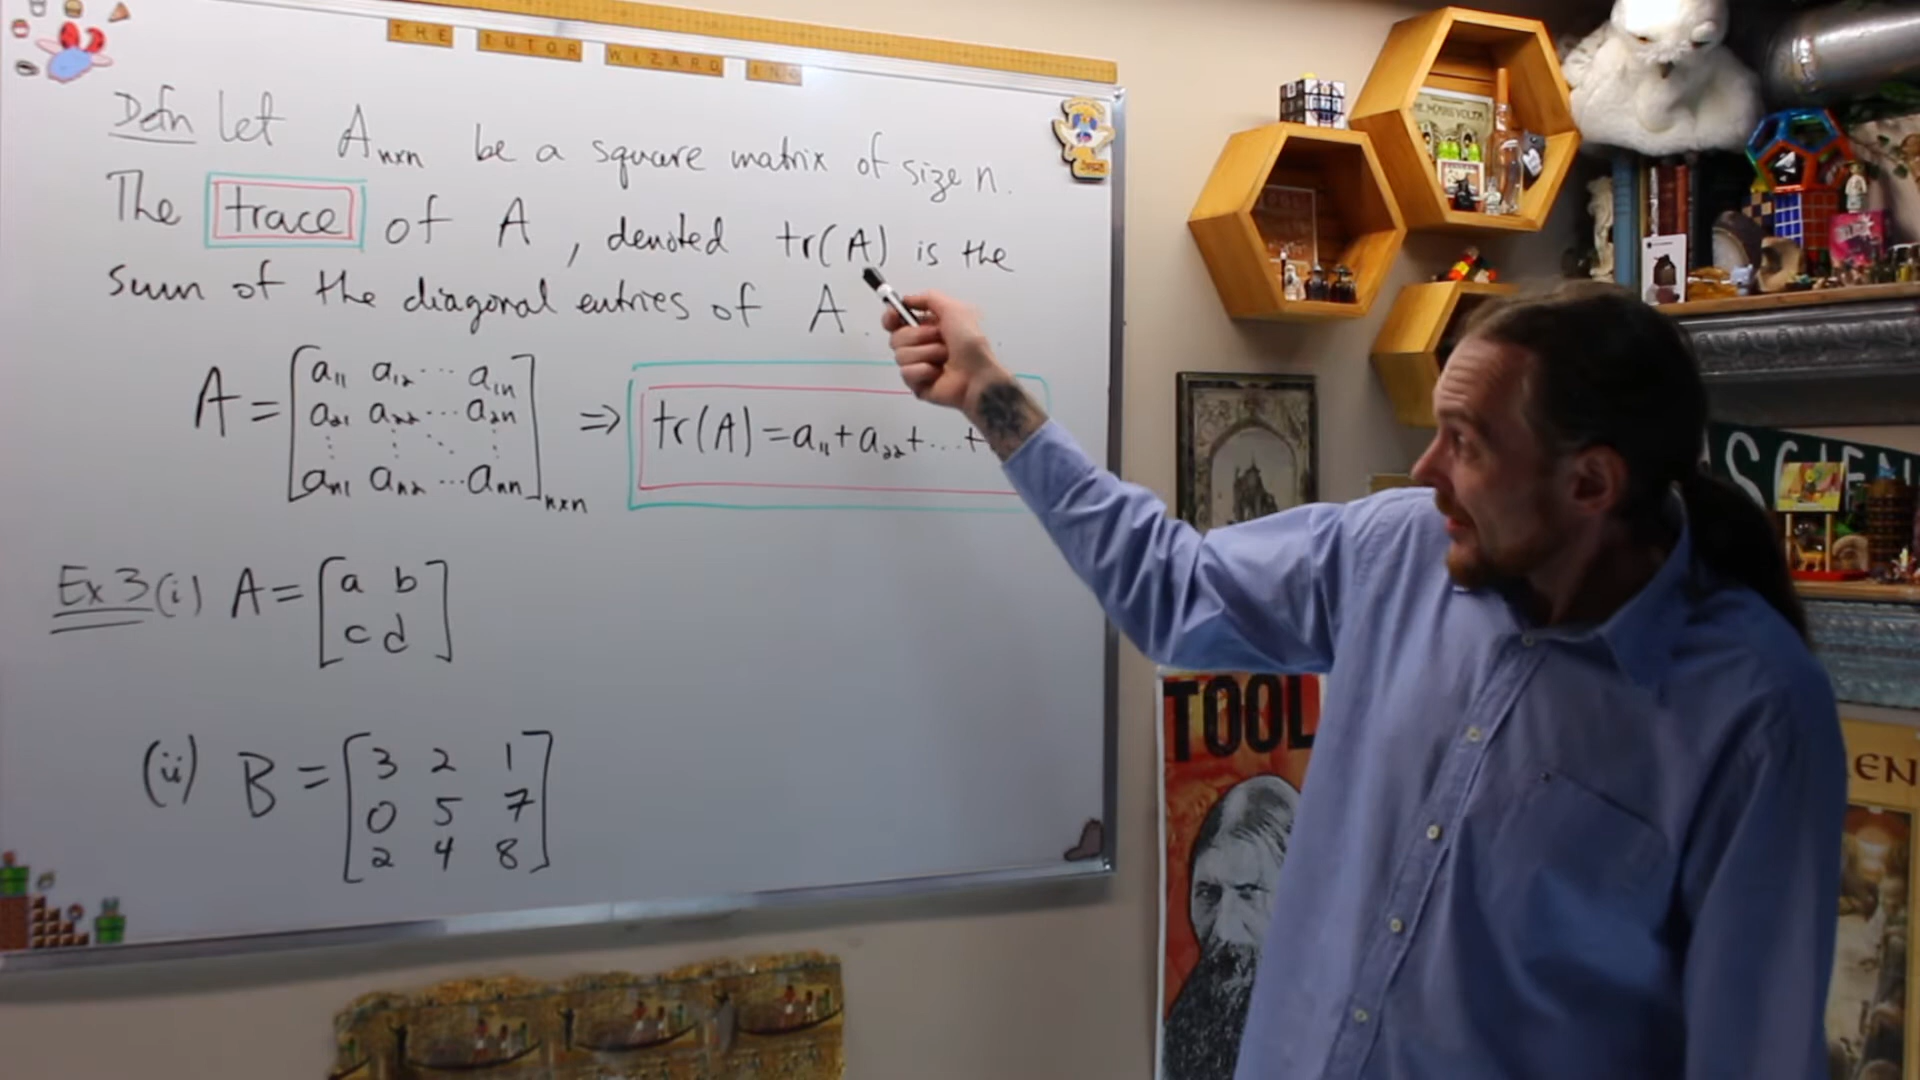 THE TUTOR WIZARD INC
Defn Let Anxn be a square matrix of size n.
The trace of A, denoted tr(A) is the
sum of the diagonal entries of A.
A = [a₁₁ a₁₂ ⋯ a₁ₙ
a₂₁ a₂₂ ⋯ a₂ₙ
⋮ ⋮ ⋱ ⋮
aₙ₁ aₙ₂ ⋯ aₙₙ]nxn ⇒ tr(A) = a₁₁ + a₂₂ + ... +
Ex 3 (i) A = [a b
c d]
(ii) B = [3 2 1
0 5 7
2 4 8]
TOOL